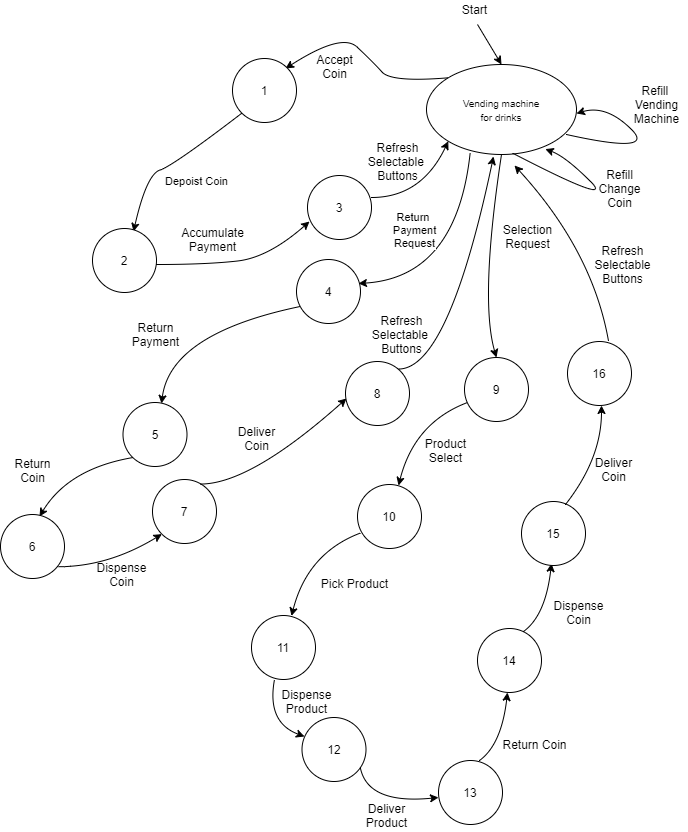 Start
Accept
Coin
1
Vending machine
for drinks
Refill
Vending
Machine
Refresh
Selectable
Buttons
Refill
Change
Coin
Depoist Coin
3
Return
Payment
Request
Selection
Request
Accumulate
Payment
2
Refresh
Selectable
Buttons
4
Return
Payment
Refresh
Selectable
Buttons
8
9
16
5
Deliver
Coin
Product
Select
Return
Coin
Deliver
Coin
7
10
6
15
Dispense
Coin
Pick Product
Dispense
Coin
11
14
Dispense
Product
12
Return Coin
13
Deliver
Product